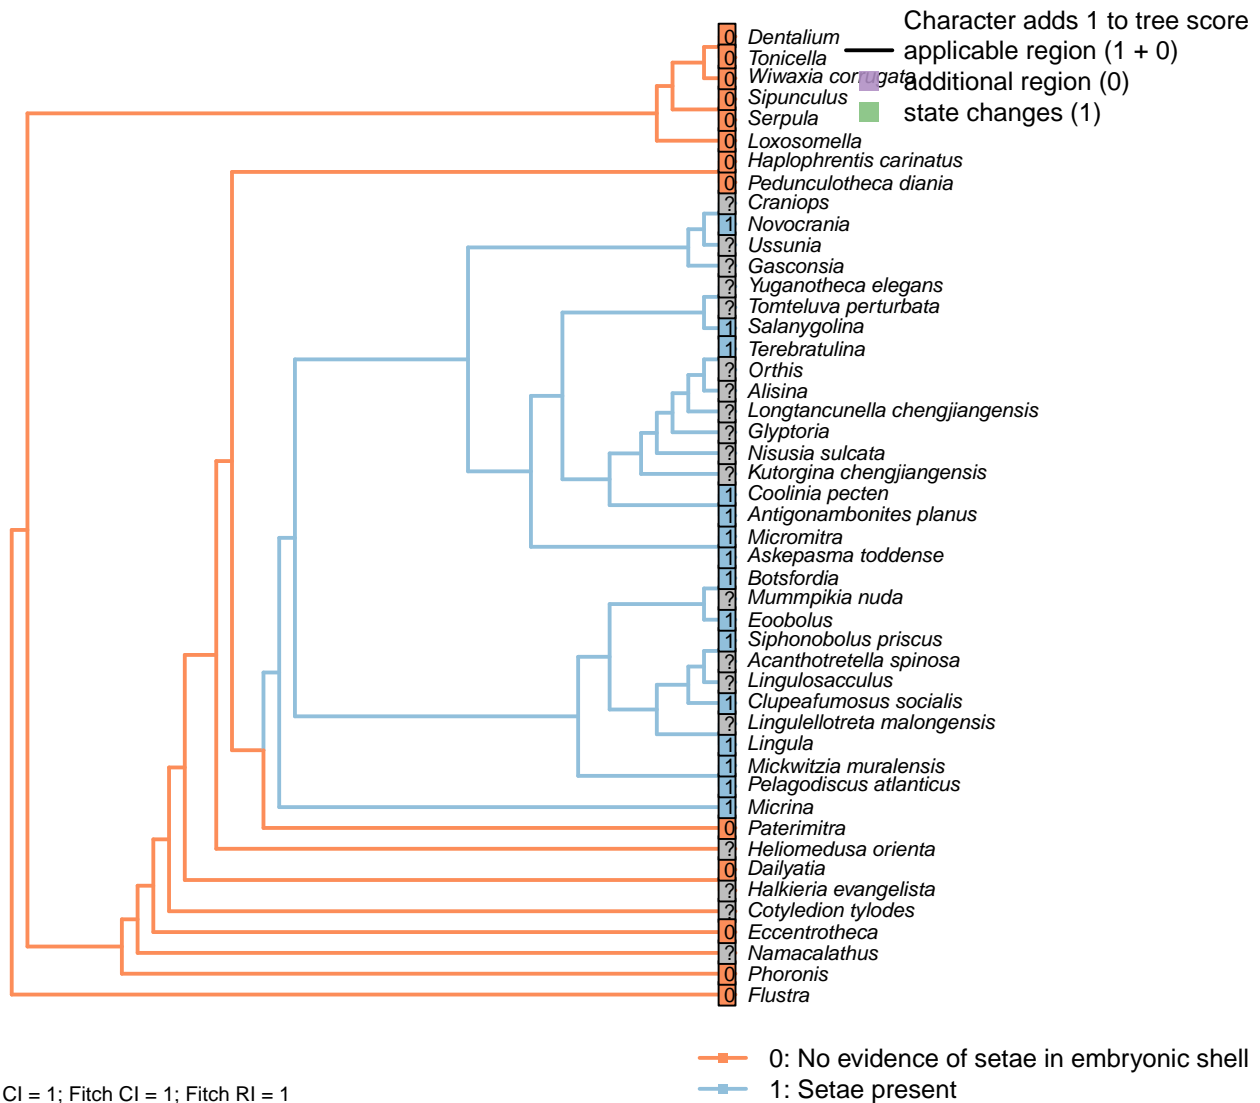 Character adds 1 to tree score
applicable region (1 + 0)
additional region (0)
state changes (1)
0 Dentalium
0 Tonicella
0 Wiwaxia corrugata
0 Sipunculus
0 Serpula
0 Loxosomella
0 Haplophrentis carinatus
0 Pedunculotheca diania
? Craniops
1 Novocrania
? Ussunia
? Gasconsia
? Yuganotheca elegans
? Tomteluva perturbata
1 Salanygolina
1 Terebratulina
? Orthis
? Alisina
? Longtancunella chengjiangensis
? Glyptoria
? Nisusia sulcata
? Kutorgina chengjiangensis
1 Coolinia pecten
1 Antigonambonites planus
1 Micromitra
1 Askepasma toddense
1 Botsfordia
? Mummpikia nuda
1 Eoobolus
1 Siphonobolus priscus
? Acanthotretella spinosa
? Lingulosacculus
1 Clupeafumosus socialis
? Lingulellotreta malongensis
1 Lingula
1 Mickwitzia muralensis
1 Pelagodiscus atlanticus
1 Micrina
0 Paterimitra
? Heliomedusa orienta
0 Dailyatia
? Halkieria evangelista
? Cotyledion tylodes
0 Eccentrotheca
? Namacalathus
0 Phoronis
0 Flustra
0: No evidence of setae in embryonic shell
1: Setae present
CI = 1; Fitch CI = 1; Fitch RI = 1